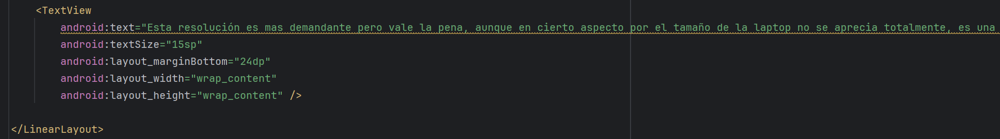 <TextView
android:text="Esta resolución es mas demandante pero vale la pena, aunque en cierto aspecto por el tamaño de la laptop no se aprecia totalmente, es una
android:textSize="15sp"
android:layout_marginBottom="24dp"
android:layout_width="wrap_content"
android:layout_height="wrap_content" />
</LinearLayout>